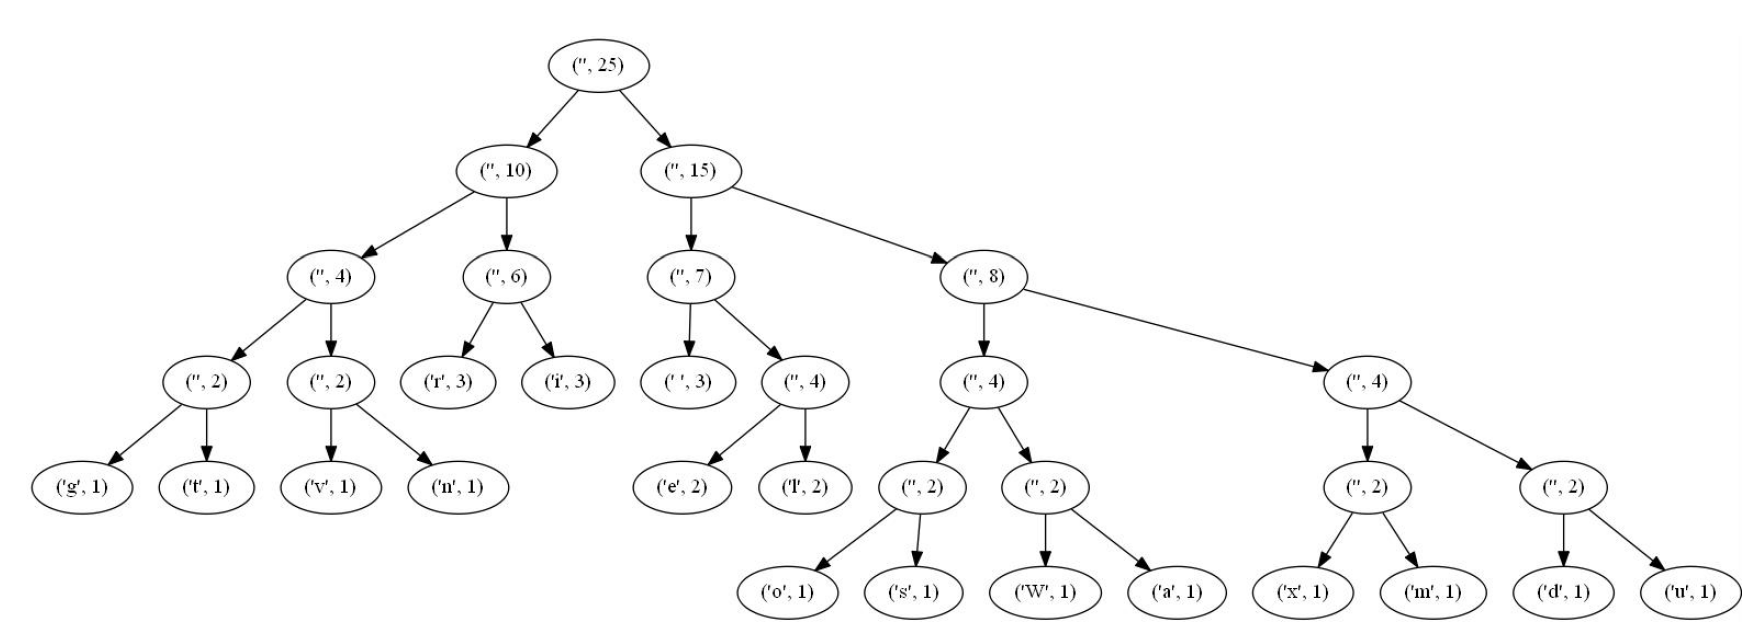 ('', 25)
('', 10) ('', 15)
('', 4) ('', 6) ('', 7) ('', 8)
('', 2) ('', 2) ('r', 3) ('i', 3) (' ', 3) ('', 4) ('', 4) ('', 4)
('g', 1) ('t', 1) ('v', 1) ('n', 1) ('e', 2) ('l', 2) ('', 2) ('', 2) ('', 2) ('', 2)
('o', 1) ('s', 1) ('W', 1) ('a', 1) ('x', 1) ('m', 1) ('d', 1) ('u', 1)